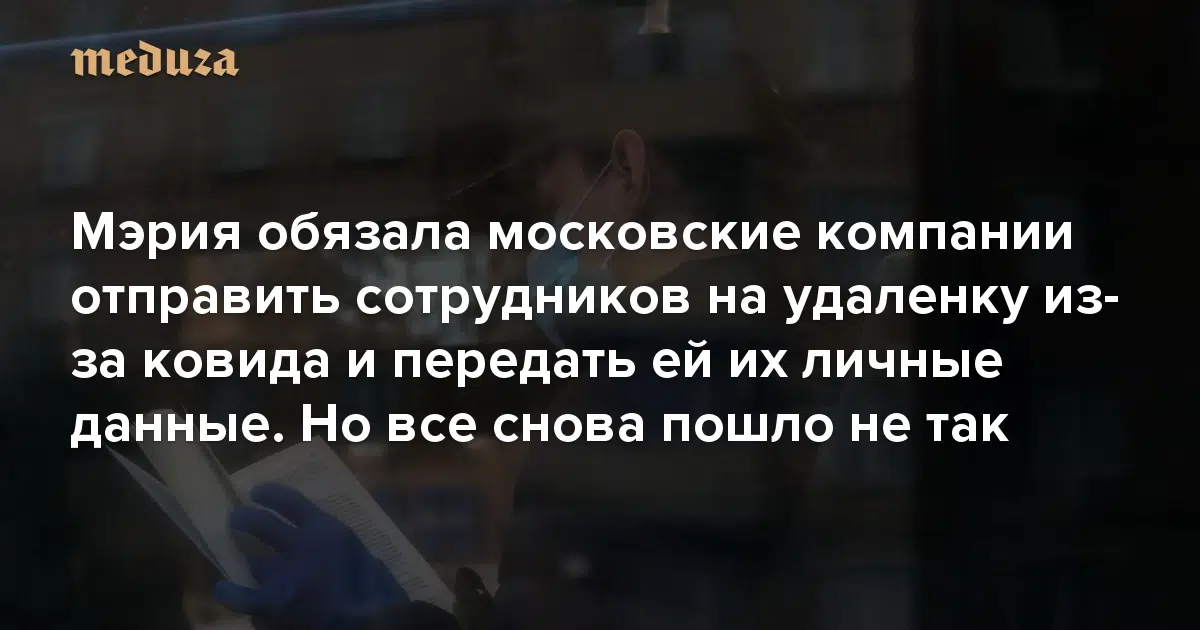 meduza
Мэрия обязала московские компании
отправить сотрудников на удаленку из-
за ковида и передать ей их личные
данные. Но все снова пошло не так